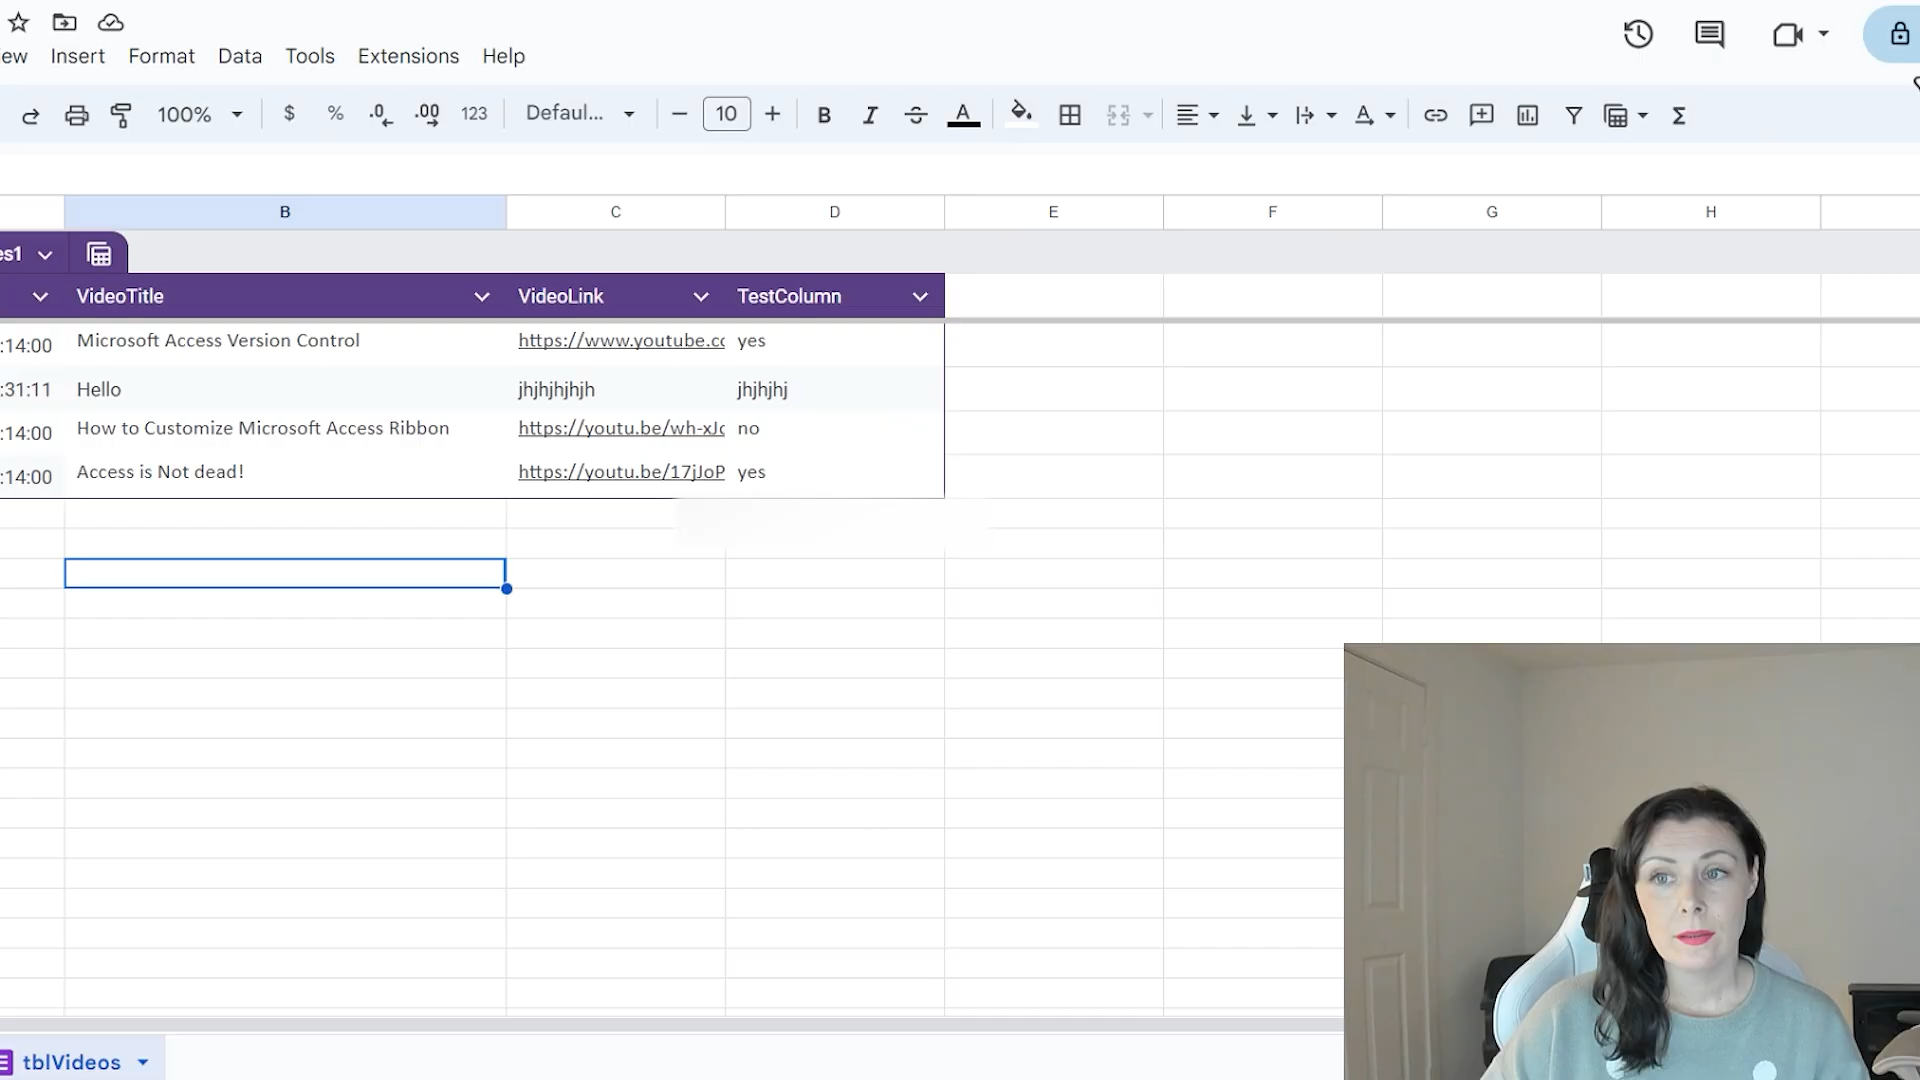 ew Insert Format Data Tools Extensions Help
100% $ % .0 .00 123 Defaul... − 10 + B I S A A Σ
B C D E F G H
es1
VideoTitle VideoLink TestColumn
:14:00 Microsoft Access Version Control https://www.youtube.co yes
:31:11 Hello jhjhjhjhjh jhjhjhj
:14:00 How to Customize Microsoft Access Ribbon https://youtu.be/wh-xJc no
:14:00 Access is Not dead! https://youtu.be/17jJoP yes
tblVideos